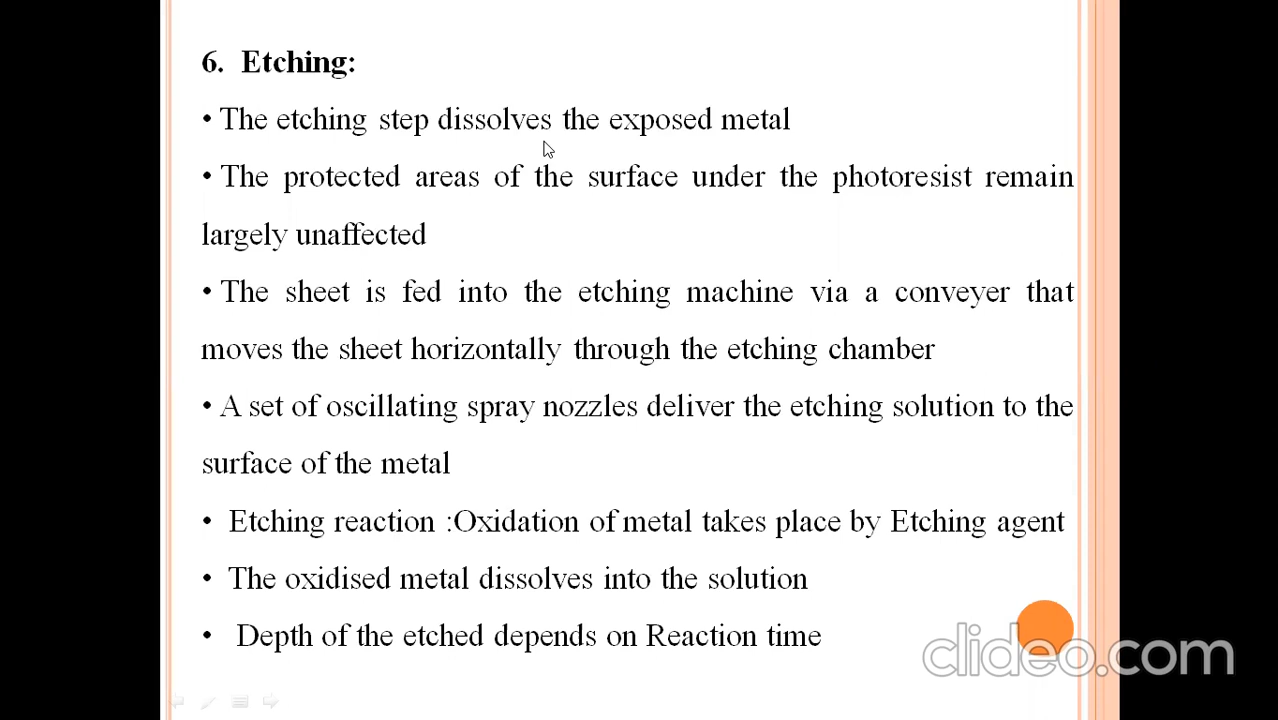 6. Etching:
• The etching step dissolves the exposed metal
• The protected areas of the surface under the photoresist remain
largely unaffected
• The sheet is fed into the etching machine via a conveyer that
moves the sheet horizontally through the etching chamber
• A set of oscillating spray nozzles deliver the etching solution to the
surface of the metal
• Etching reaction :Oxidation of metal takes place by Etching agent
• The oxidised metal dissolves into the solution
• Depth of the etched depends on Reaction time
clideo.com